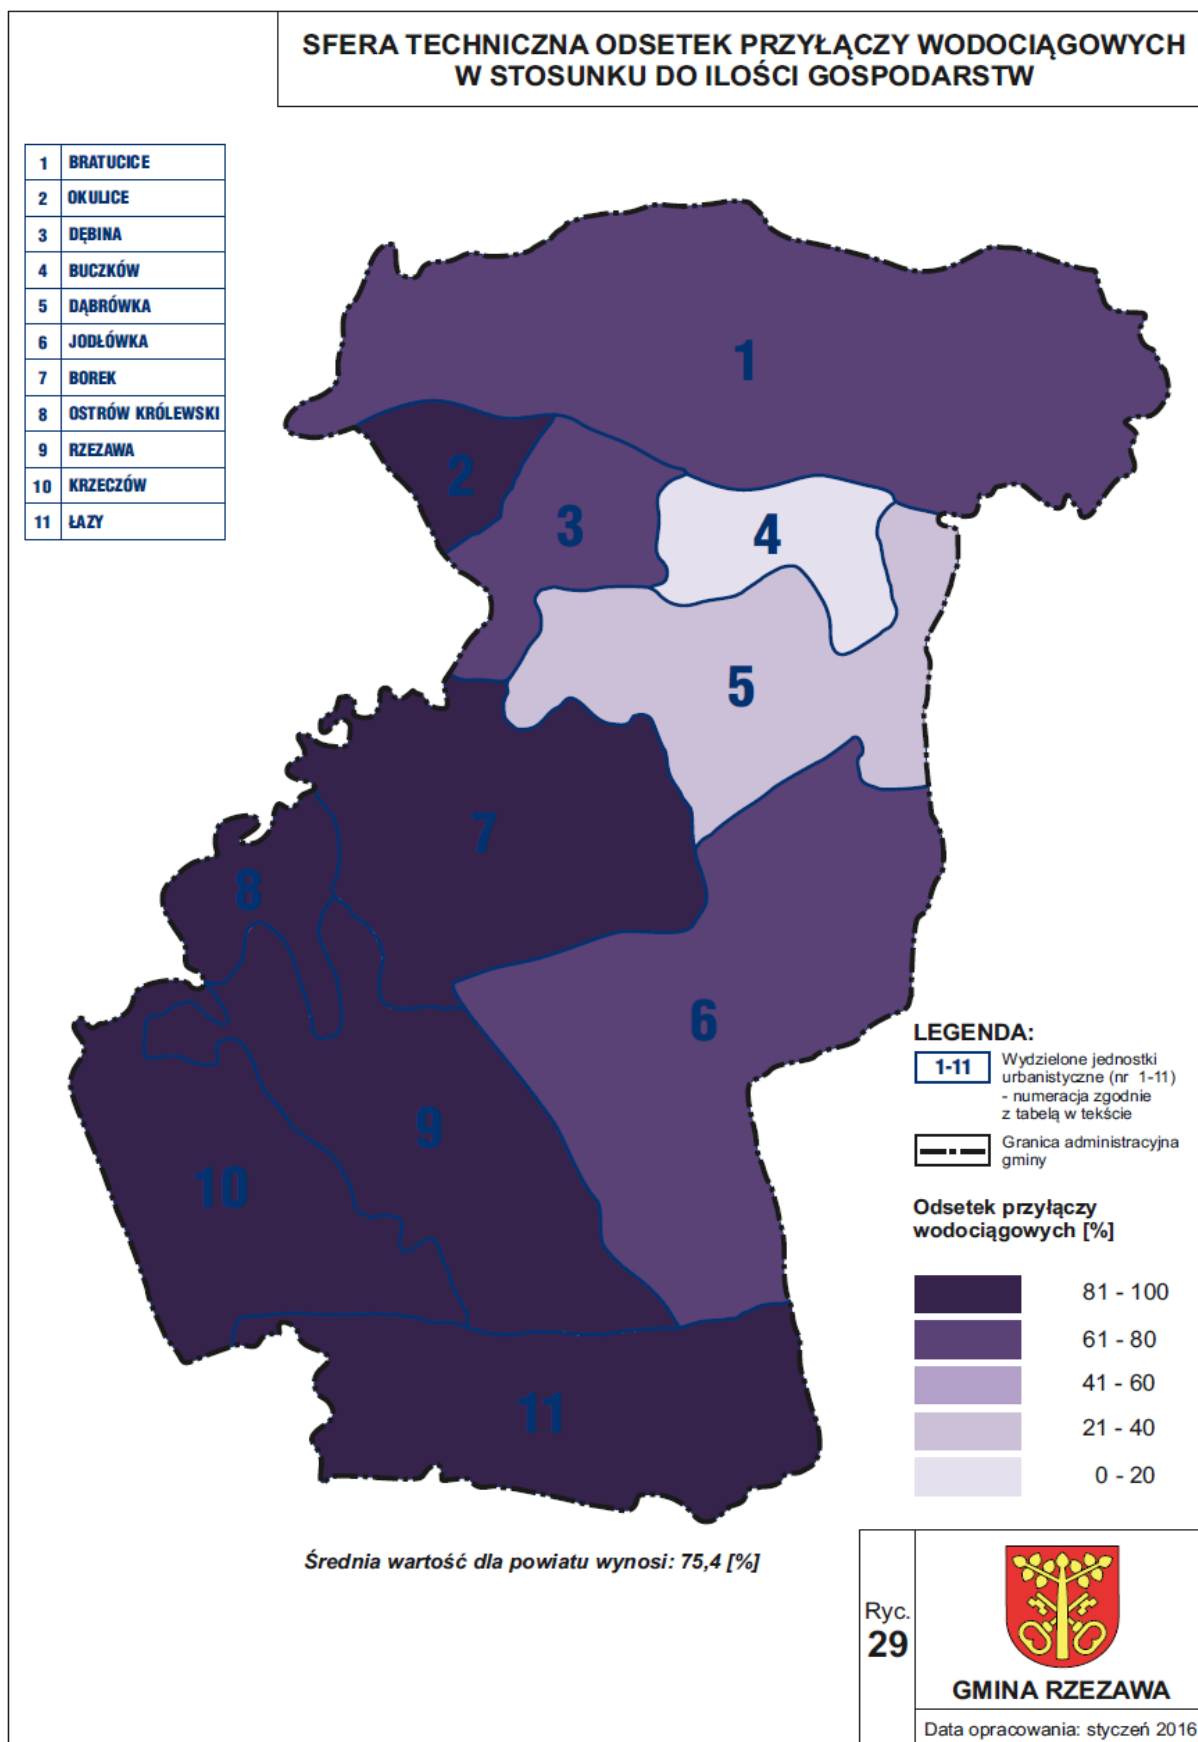 SFERA TECHNICZNA ODSETEK PRZYŁĄCZY WODOCIĄGOWYCH
W STOSUNKU DO ILOŚCI GOSPODARSTW
1 BRATUCICE
2 OKULICE
3 DĘBINA
4 BUCZKÓW
5 DĄBRÓWKA
6 JODŁÓWKA
7 BOREK
8 OSTRÓW KRÓLEWSKI
9 RZEZAWA
10 KRZECZÓW
11 ŁAZY
1
2
3
4
5
7
8
6
9
10
11
LEGENDA:
1-11
Wydzielone jednostki
urbanistyczne (nr 1-11)
- numeracja zgodnie
z tabelą w tekście
Granica administracyjna
gminy
Odsetek przyłączy
wodociągowych [%]
81 - 100
61 - 80
41 - 60
21 - 40
0 - 20
Średnia wartość dla powiatu wynosi: 75,4 [%]
Ryc.
29
GMINA RZEZAWA
Data opracowania: styczeń 2016